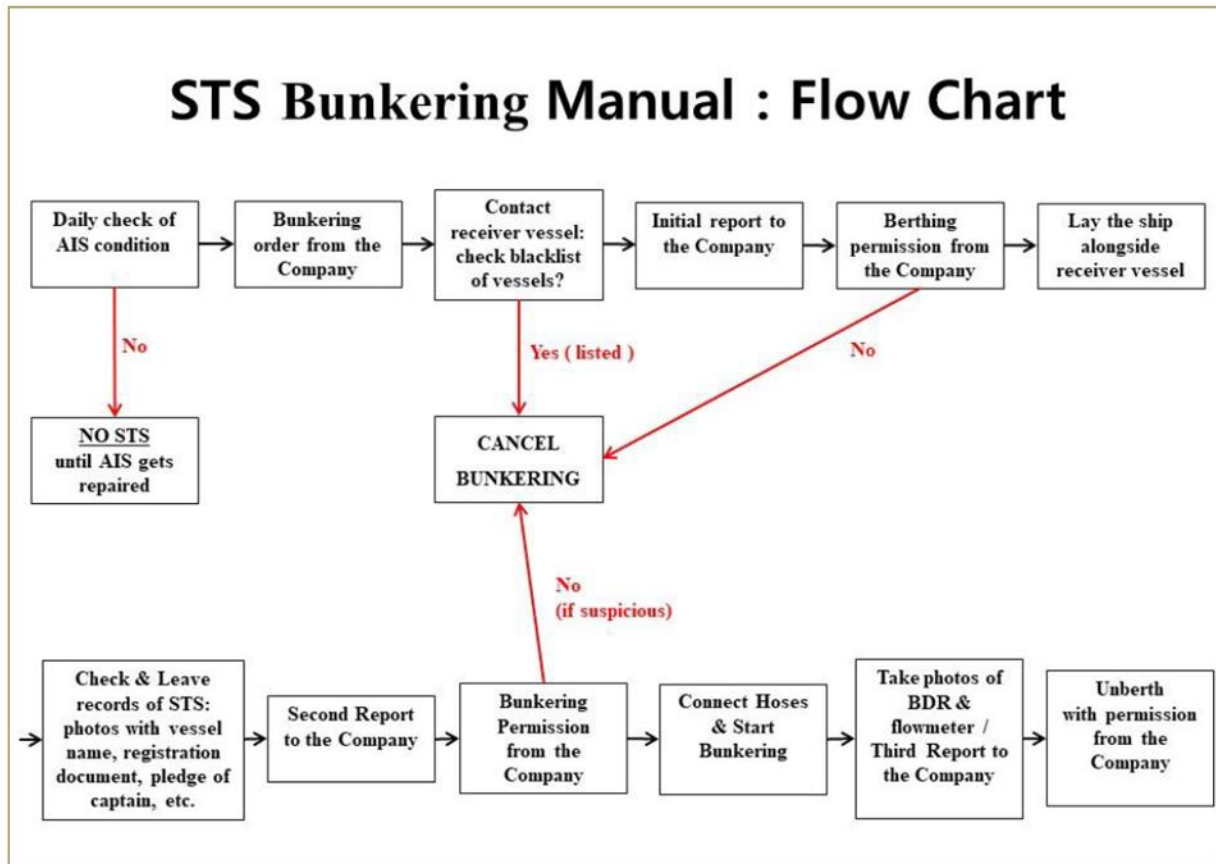 STS Bunkering Manual : Flow Chart
Daily check of
AIS condition
Bunkering
order from the
Company
Contact
receiver vessel:
check blacklist
of vessels?
Initial report to
the Company
Berthing
permission from
the Company
Lay the ship
alongside
receiver vessel
No
Yes ( listed )
No
NO STS
until AIS gets
repaired
CANCEL
BUNKERING
No
(if suspicious)
Check & Leave
records of STS:
photos with vessel
name, registration
document, pledge of
captain, etc.
Second Report
to the Company
Bunkering
Permission
from the
Company
Connect Hoses
& Start
Bunkering
Take photos of
BDR &
flowmeter /
Third Report to
the Company
Unberth
with permission
from the
Company